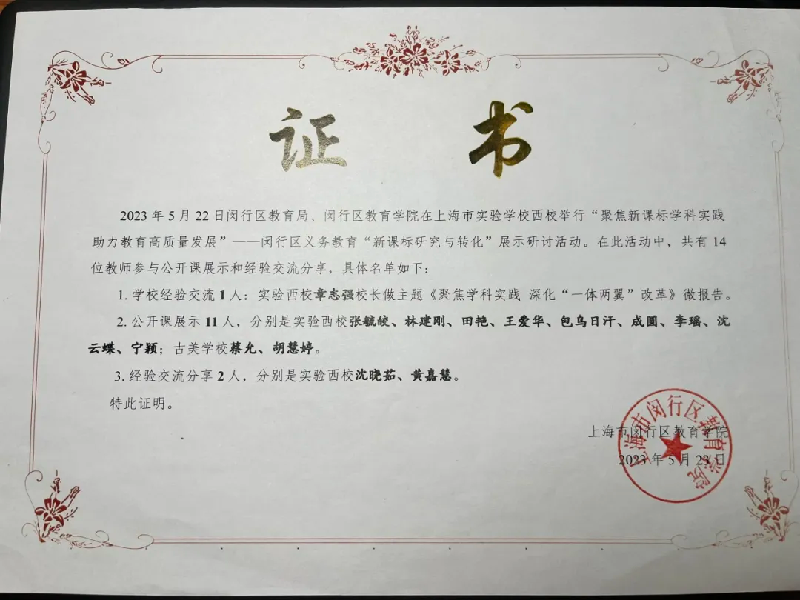 证 书
2023 年 5 月 22 日闵行区教育局、闵行区教育学院在上海市实验学校西校举行“聚焦新课标学科实践
助力教育高质量发展”——闵行区义务教育“新课标研究与转化”展示研讨活动。在此活动中，共有 14
位教师参与公开课展示和经验交流分享，具体名单如下：
1. 学校经验交流 1 人：实验西校章志强校长做主题《聚焦学科实践 深化“一体两翼”改革》微报告。
2. 公开课展示 11 人，分别是实验西校张毓皎、林建刚、田艳、王爱华、包乌日汗、成圆、李瑶、沈
云蝶、宁颖；古美学校蔡允、胡慧婷。
3. 经验交流分享 2 人，分别是实验西校沈晓茹、黄嘉慧。
特此证明。
上海市闵行区教育学院
2023 年 5 月 23 日
上海市闵行区教育学院